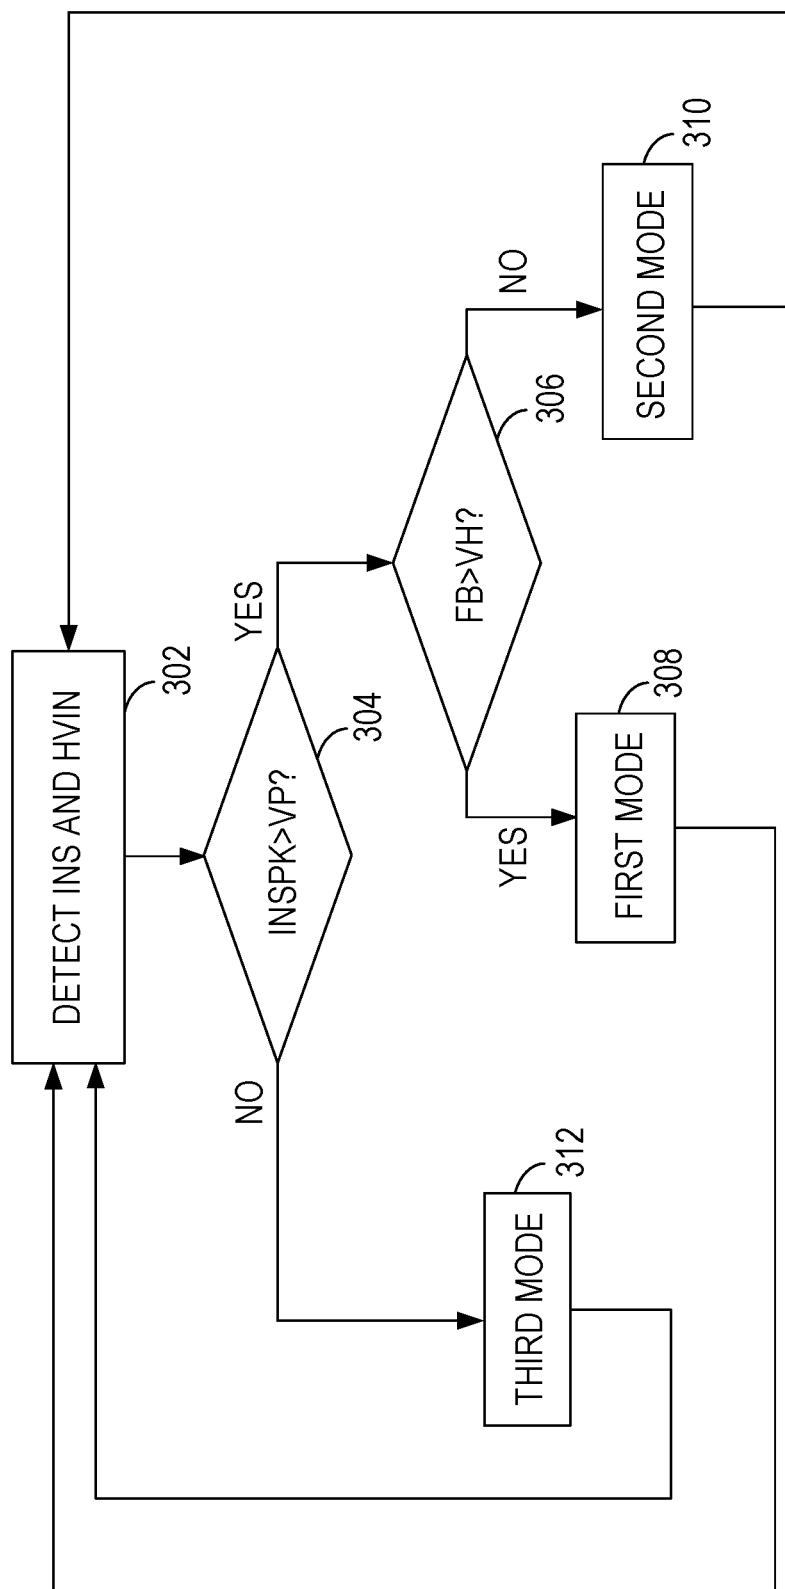 DETECT INS AND HVIN
302
INSPK>VP?
304
YES
NO
FB>VH?
306
YES
NO
FIRST MODE
308
SECOND MODE
310
THIRD MODE
312